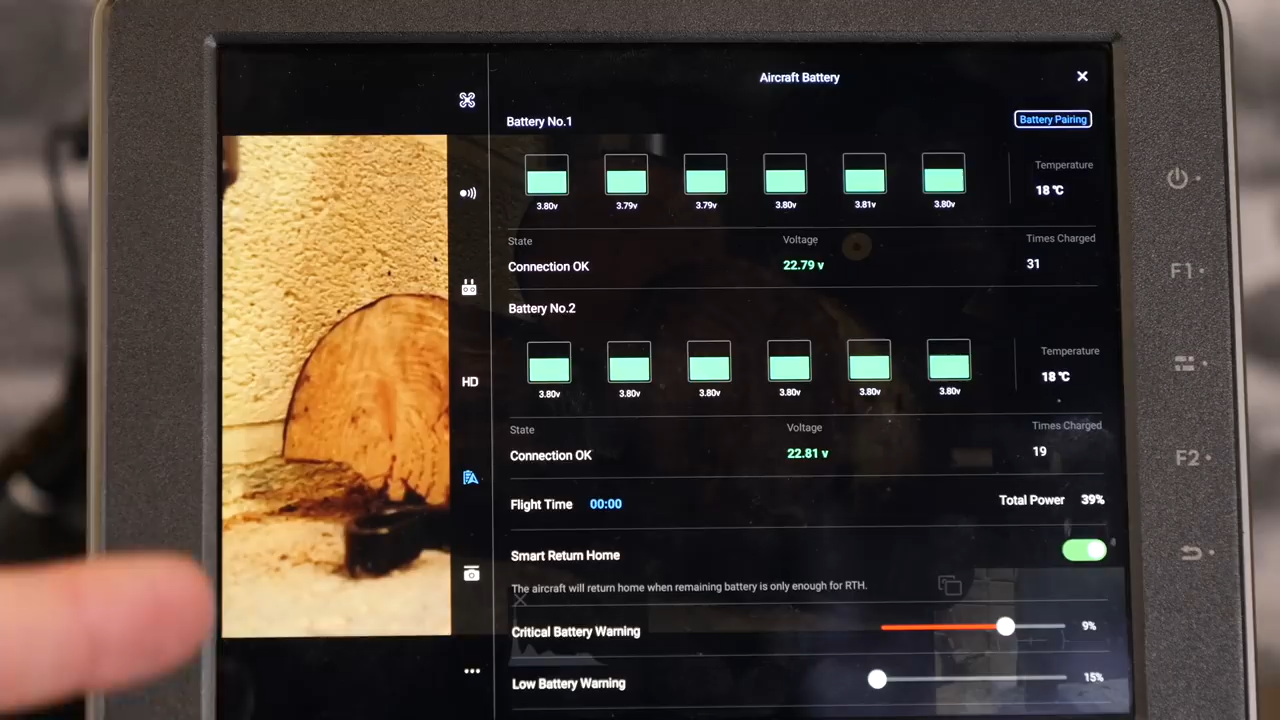 Aircraft Battery
Battery No.1
Battery Pairing
3.80v 3.79v 3.79v 3.80v 3.81v 3.80v
Temperature
18 ℃
State Voltage Times Charged
Connection OK 22.79 v 31
Battery No.2
3.80v 3.80v 3.80v 3.80v 3.80v 3.80v
Temperature
18 ℃
State Voltage Times Charged
Connection OK 22.81 v 19
Flight Time 00:00 Total Power 39%
Smart Return Home
The aircraft will return home when remaining battery is only enough for RTH.
Critical Battery Warning 9%
Low Battery Warning 15%
HD
F1
F2